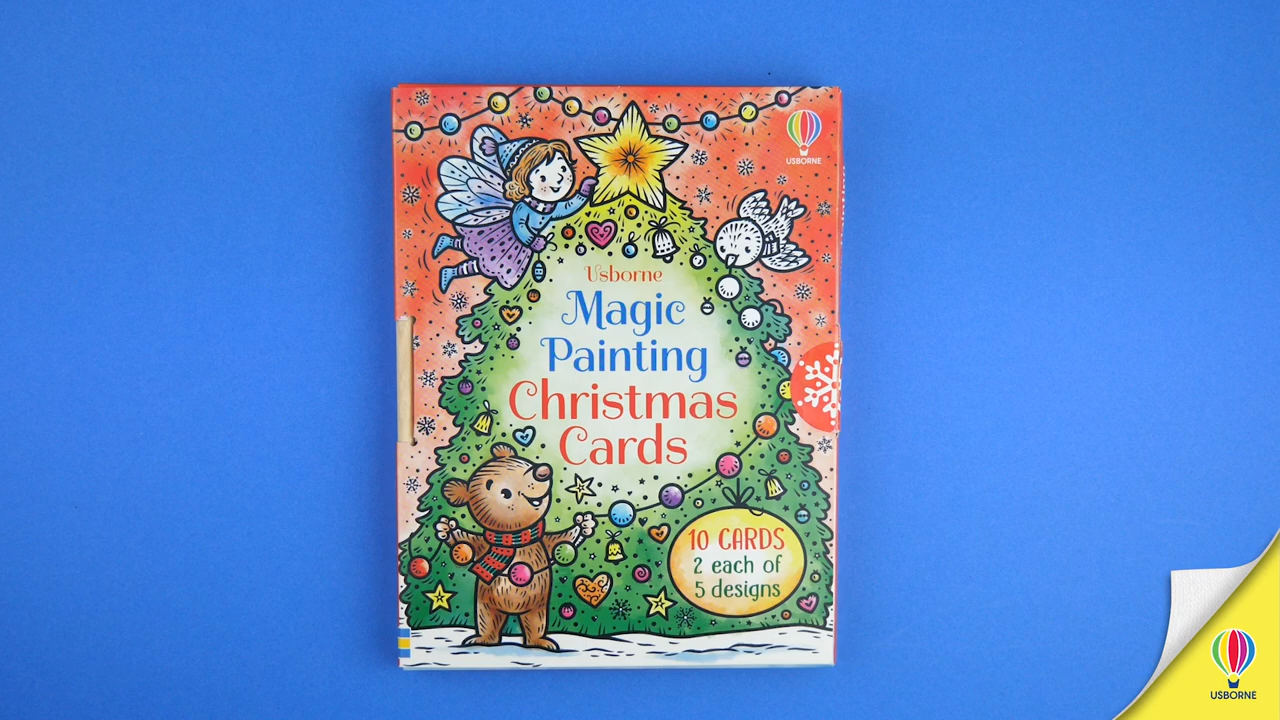 USBORNE
Usborne
Magic
Painting
Christmas
Cards
10 CARDS
2 each of
5 designs
USBORNE